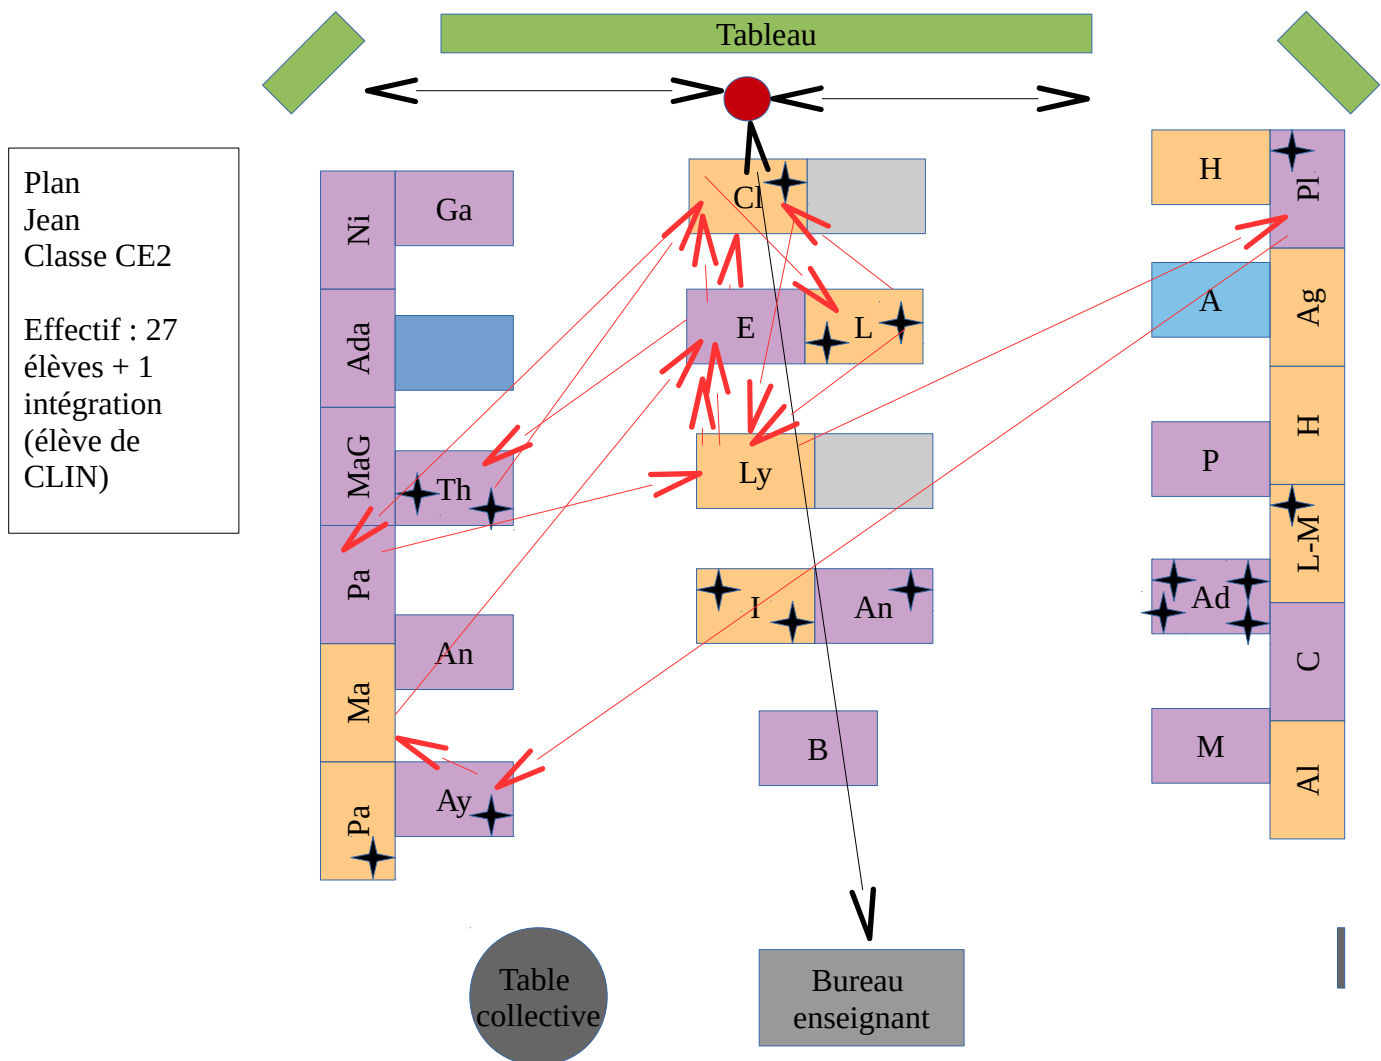 Tableau
Plan
Jean
Classe CE2
Effectif : 27
élèves + 1
intégration
(élève de
CLIN)
Ni
Ga
Ada
MaG
Th
Pa
An
Ma
Pa
Ay
Cl
E
L
Ly
I
An
B
H
Pl
A
Ag
H
P
L-M
Ad
C
M
Al
Table
collective
Bureau
enseignant